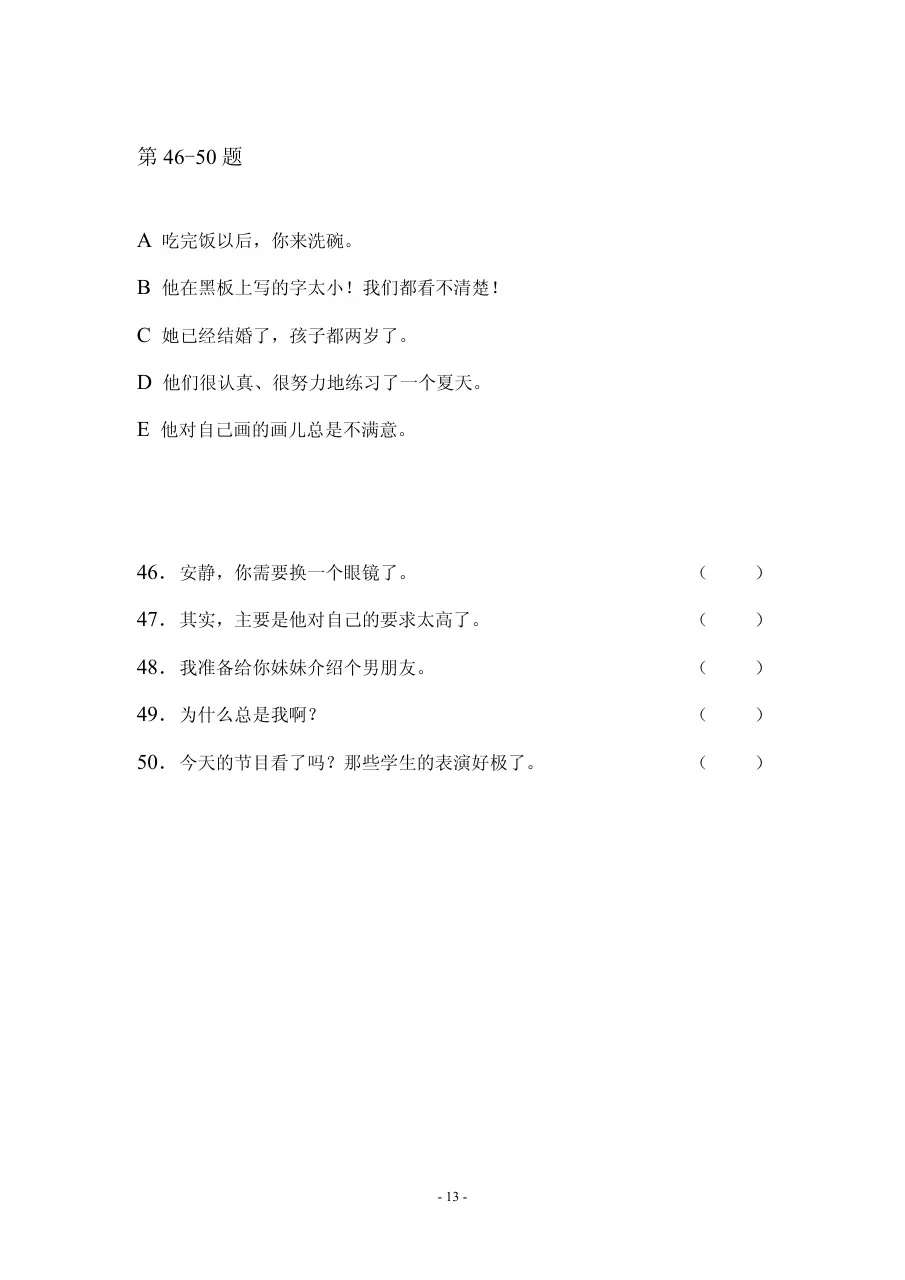 第 46-50 题
A 吃完饭以后，你来洗碗。
B 他在黑板上写的字太小！我们都看不清楚！
C 她已经结婚了，孩子都两岁了。
D 他们很认真、很努力地练习了一个夏天。
E 他对自己画的画儿总是不满意。
46．安静，你需要换一个眼镜了。 （ ）
47．其实，主要是他对自己的要求太高了。 （ ）
48．我准备给你妹妹介绍个男朋友。 （ ）
49．为什么总是我啊？ （ ）
50．今天的节目看了吗？那些学生的表演好极了。 （ ）
- 13 -